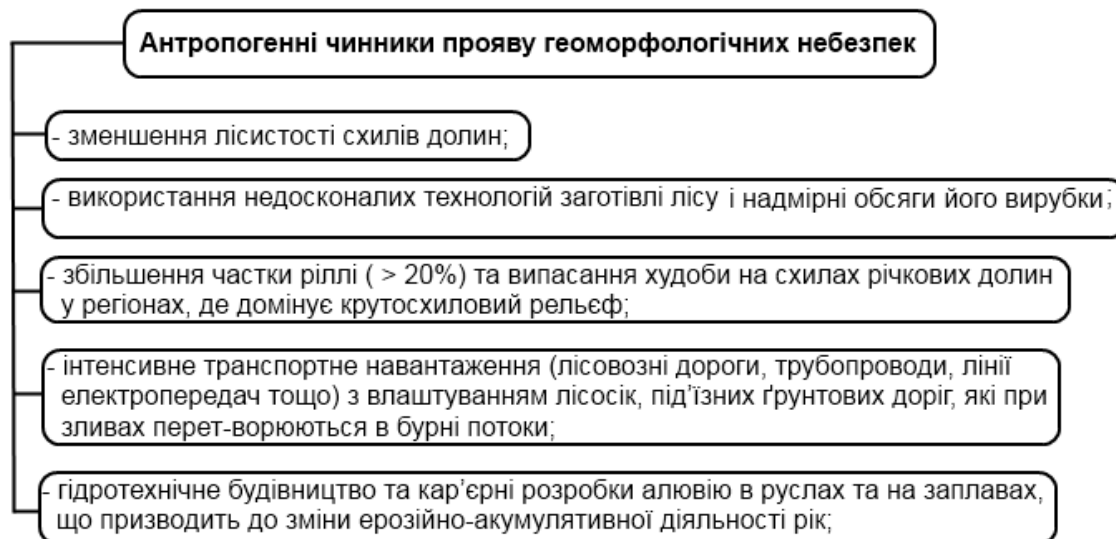 Антропогенні чинники прояву геоморфологічних небезпек
- зменшення лісистості схилів долин;
- використання недосконалих технологій заготівлі лісу і надмірні обсяги його вирубки;
- збільшення частки ріллі ( > 20%) та випасання худоби на схилах річкових долин
у регіонах, де домінує крутосхиловий рельєф;
- інтенсивне транспортне навантаження (лісовозні дороги, трубопроводи, лінії
електропередач тощо) з влаштуванням лісосік, під’їзних ґрунтових доріг, які при
зливах перет-ворюються в бурні потоки;
- гідротехнічне будівництво та кар’єрні розробки алювію в руслах та на заплавах,
що призводить до зміни ерозійно-акумулятивної діяльності рік;